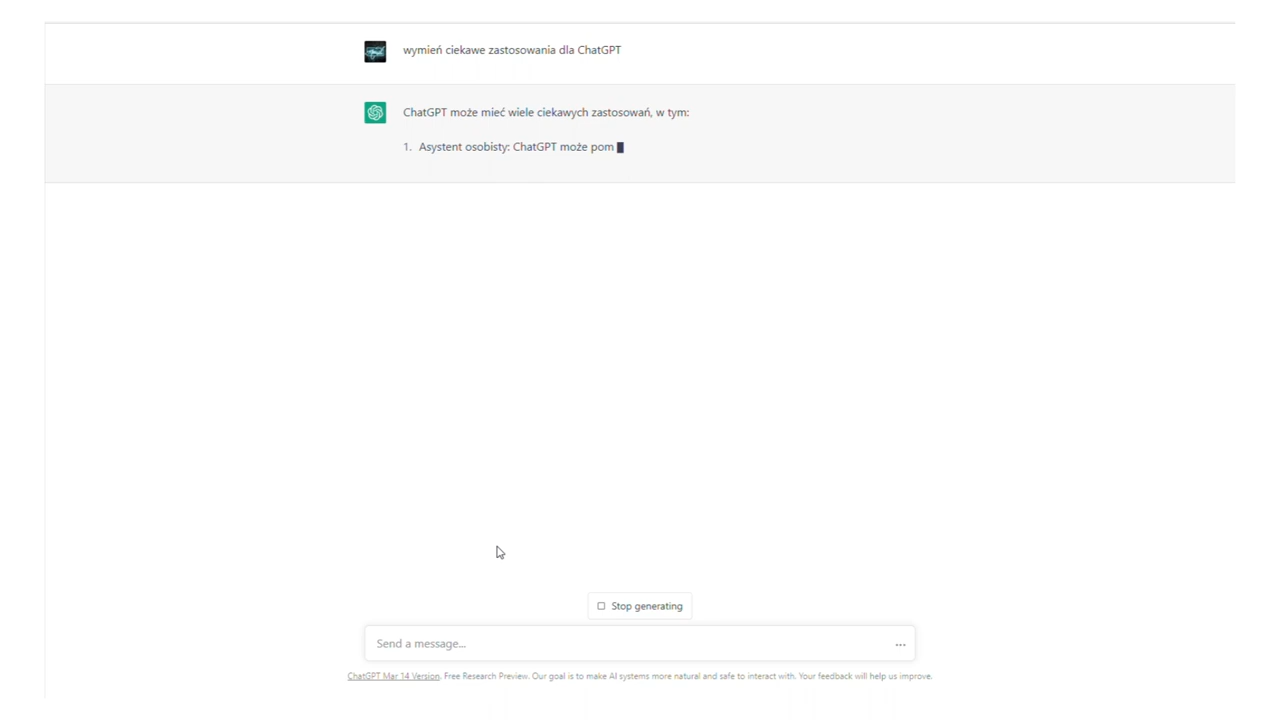 wymień ciekawe zastosowania dla ChatGPT
ChatGPT może mieć wiele ciekawych zastosowań, w tym:
1. Asystent osobisty: ChatGPT może pom
Stop generating
Send a message...
ChatGPT Mar 14 Version. Free Research Preview. Our goal is to make AI systems more natural and safe to interact with. Your feedback will help us improve.